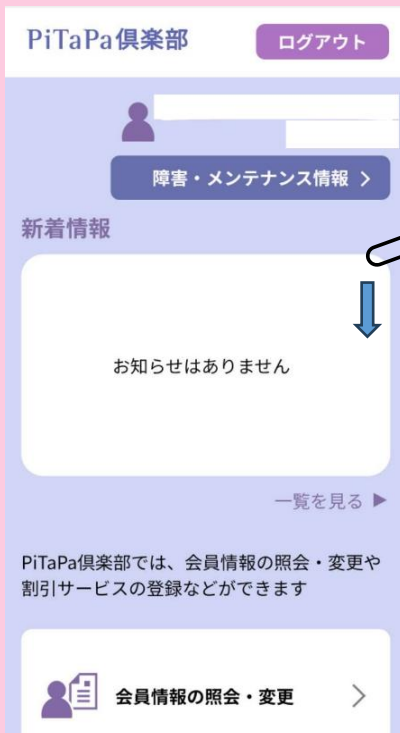 PiTaPa倶楽部
ログアウト
障害・メンテナンス情報 >
新着情報
お知らせはありません
一覧を見る ▶
PiTaPa倶楽部では、会員情報の照会・変更や
割引サービスの登録などができます
会員情報の照会・変更 >